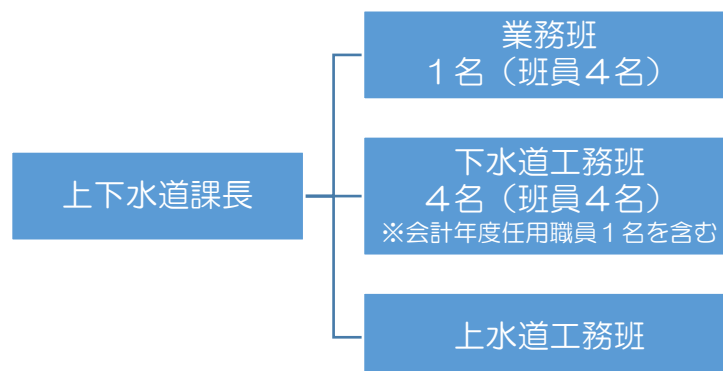 業務班
１名（班員４名）
上下水道課長
下水道工務班
４名（班員４名）
※会計年度任用職員１名を含む
上水道工務班